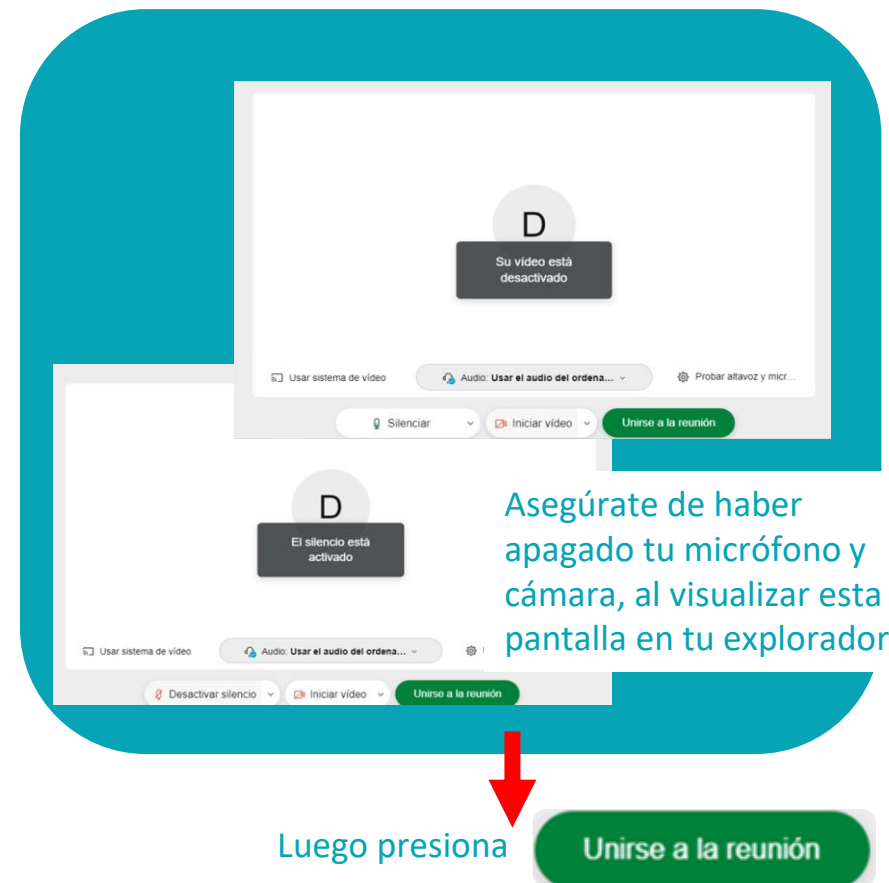 D
Su vídeo está
desactivado
Usar sistema de vídeo
Audio: Usar el audio del ordena...
Probar altavoz y micr...
Silenciar
Iniciar vídeo
Unirse a la reunión
D
El silencio está
activado
Usar sistema de vídeo
Audio: Usar el audio del ordena...
Desactivar silencio
Iniciar vídeo
Unirse a la reunión
Asegúrate de haber
apagado tu micrófono y
cámara, al visualizar esta
pantalla en tu explorador
Luego presiona
Unirse a la reunión